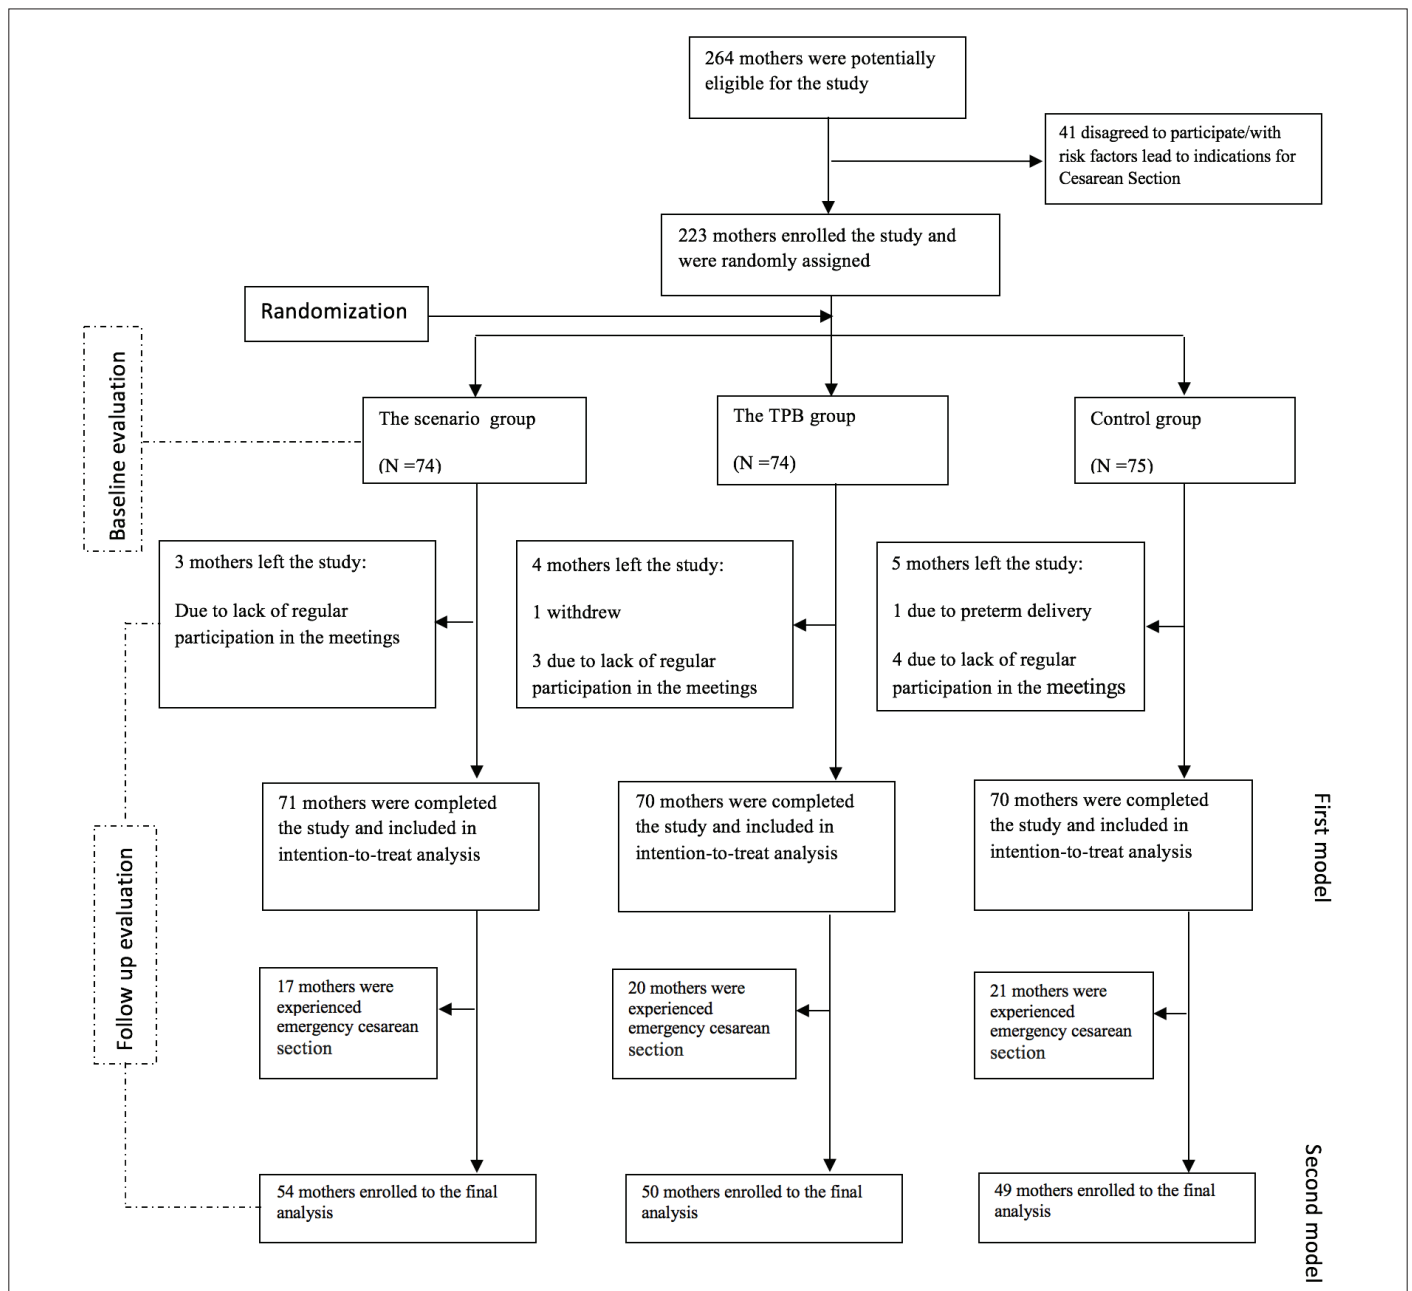 264 mothers were potentially
eligible for the study
41 disagreed to participate/with
risk factors lead to indications for
Cesarean Section
223 mothers enrolled the study and
were randomly assigned
Randomization
Baseline evaluation
The scenario group
(N =74)
The TPB group
(N =74)
Control group
(N =75)
3 mothers left the study:
Due to lack of regular
participation in the meetings
4 mothers left the study:
1 withdrew
3 due to lack of regular
participation in the meetings
5 mothers left the study:
1 due to preterm delivery
4 due to lack of regular
participation in the meetings
Follow up evaluation
71 mothers were completed
the study and included in
intention-to-treat analysis
70 mothers were completed
the study and included in
intention-to-treat analysis
70 mothers were completed
the study and included in
intention-to-treat analysis
First model
17 mothers were
experienced
emergency cesarean
section
20 mothers were
experienced
emergency cesarean
section
21 mothers were
experienced
emergency cesarean
section
54 mothers enrolled to the final
analysis
50 mothers enrolled to the final
analysis
49 mothers enrolled to the final
analysis
Second model